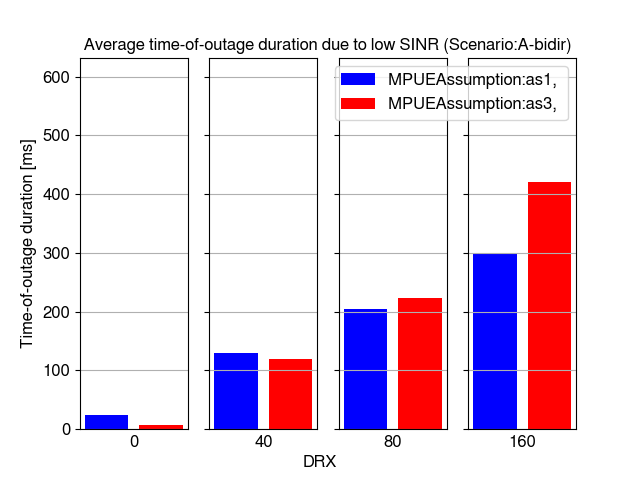 Average time-of-outage duration due to low SINR (Scenario:A-bidir)
MPUEAssumption:as1,
MPUEAssumption:as3,
Time-of-outage duration [ms]
600
500
400
300
200
100
0
0
40
80
160
DRX